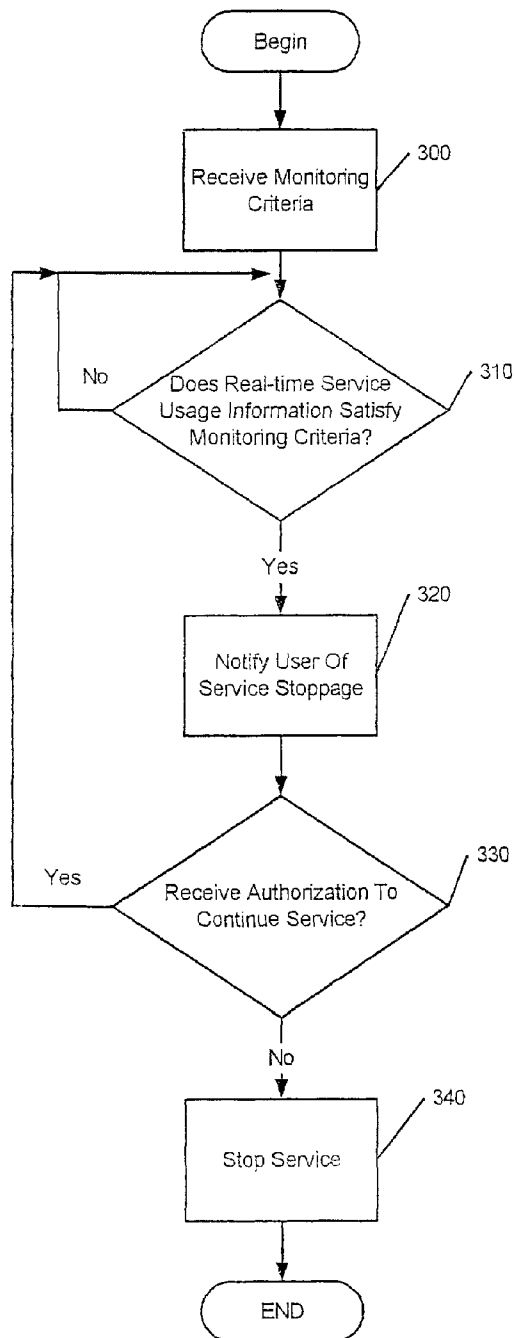 Begin
300
Receive Monitoring
Criteria
No
310
Does Real-time Service
Usage Information Satisfy
Monitoring Criteria?
Yes
320
Notify User Of
Service Stoppage
330
Yes
Receive Authorization To
Continue Service?
No
340
Stop Service
END